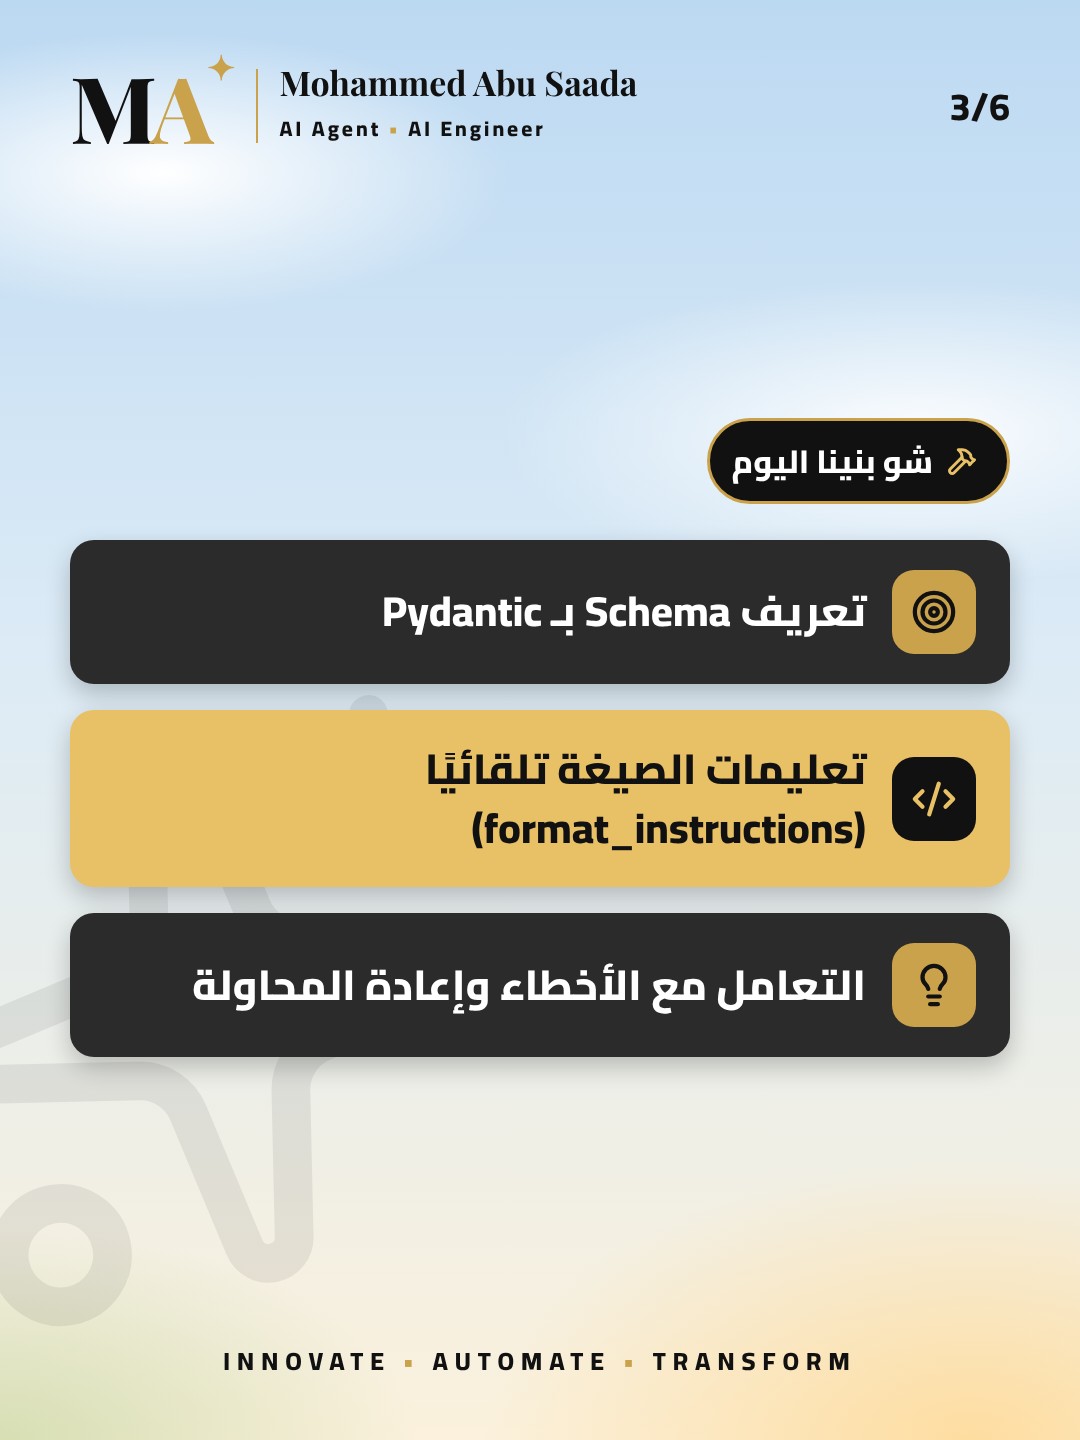 MA
Mohammed Abu Saada
AI Agent ▪ AI Engineer
3/6
شو بنينا اليوم
تعريف Schema بـ Pydantic
تعليمات الصيغة تلقائيًا
(format_instructions)
التعامل مع الأخطاء وإعادة المحاولة
INNOVATE ▪ AUTOMATE ▪ TRANSFORM